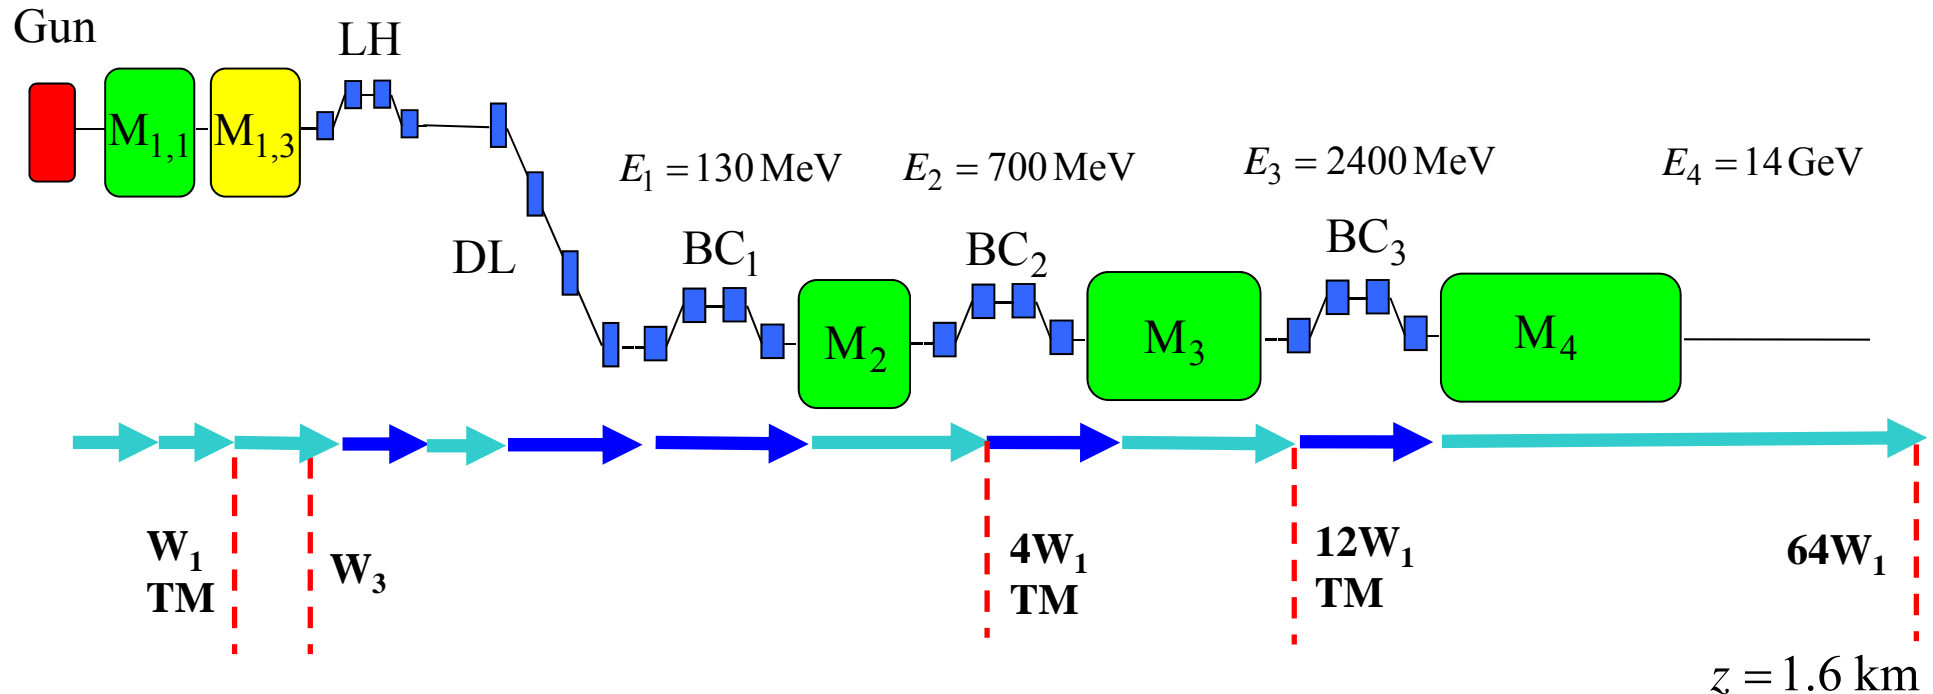 Gun
LH
M1,1
M1,3
E1 = 130 MeV
E2 = 700 MeV
E3 = 2400 MeV
E4 = 14 GeV
DL
BC1
BC2
BC3
M2
M3
M4
W1
TM
W3
4W1
TM
12W1
TM
64W1
z = 1.6 km